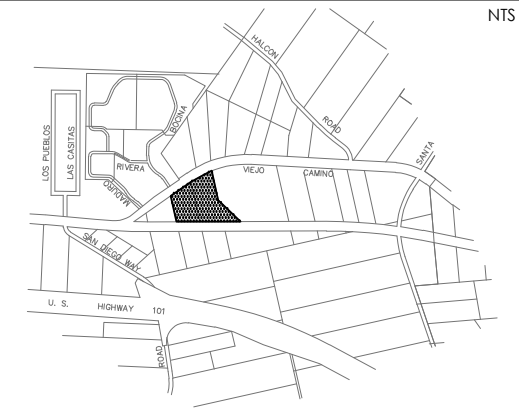 NTS
HALCON
ROAD
SANTA
BOCINA
LOS PUEBLOS
LAS CASITAS
RIVERA
VIEJO
CAMINO
MADURO
SAN DIEGO WAY
U. S. HIGHWAY 101
ROAD